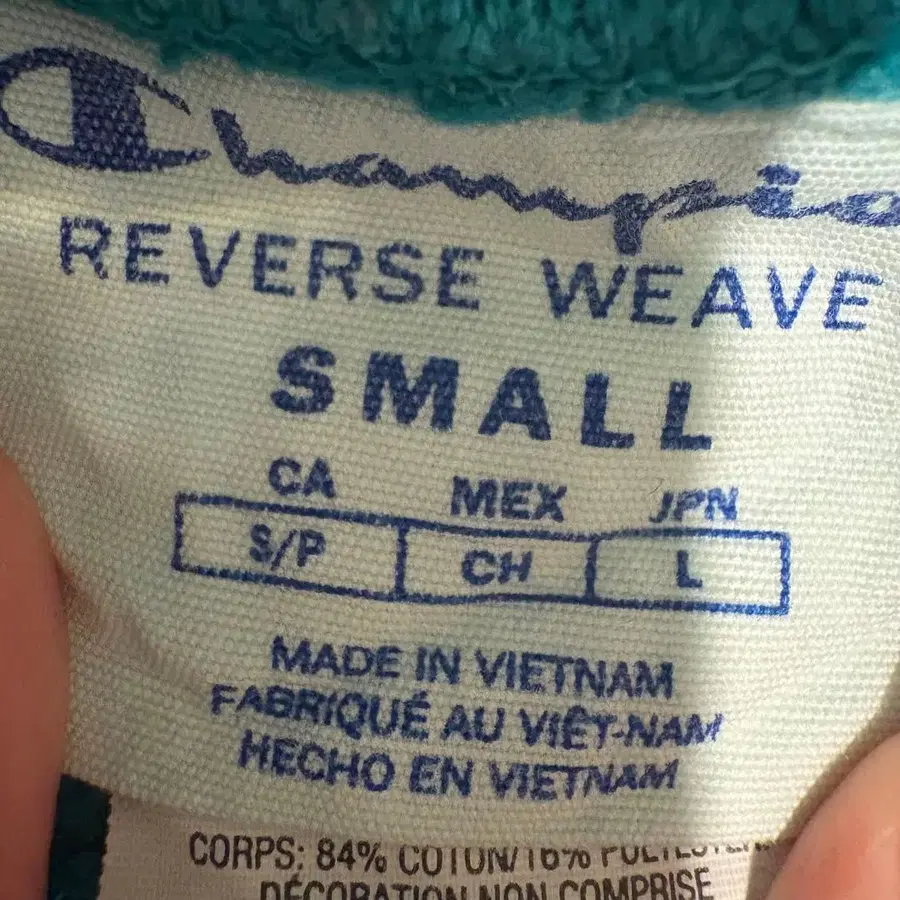 Champio
REVERSE WEAVE
SMALL
CA MEX JPN
S/P CH L
MADE IN VIETNAM
FABRIQUÉ AU VIÊT-NAM
HECHO EN VIETNAM
CORPS: 84% COTON/16%
DÉCORATION NON COMPRISE